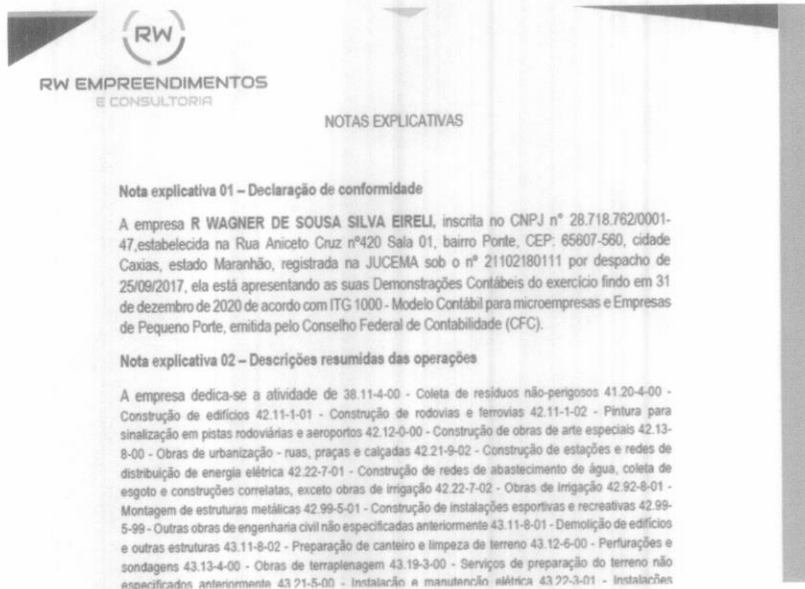 RW
RW EMPREENDIMENTOS
E CONSULTORIA
NOTAS EXPLICATIVAS
Nota explicativa 01 – Declaração de conformidade
A empresa R WAGNER DE SOUSA SILVA EIRELI, inscrita no CNPJ n° 28.718.762/0001-
47,estabelecida na Rua Aniceto Cruz nº420 Sala 01, bairro Ponte, CEP: 65607-560, cidade
Caxias, estado Maranhão, registrada na JUCEMA sob o nº 21102180111 por despacho de
25/09/2017, ela está apresentando as suas Demonstrações Contábeis do exercício findo em 31
de dezembro de 2020 de acordo com ITG 1000 - Modelo Contábil para microempresas e Empresas
de Pequeno Porte, emitida pelo Conselho Federal de Contabilidade (CFC).
Nota explicativa 02 – Descrições resumidas das operações
A empresa dedica-se a atividade de 38.11-4-00 - Coleta de resíduos não-perigosos 41.20-4-00 -
Construção de edifícios 42.11-1-01 - Construção de rodovias e ferrovias 42.11-1-02 - Pintura para
sinalização em pistas rodoviárias e aeroportos 42.12-0-00 - Construção de obras de arte especiais 42.13-
8-00 - Obras de urbanização - ruas, praças e calçadas 42.21-9-02 - Construção de estações e redes de
distribuição de energia elétrica 42.22-7-01 - Construção de redes de abastecimento de água, coleta de
esgoto e construções correlatas, exceto obras de irrigação 42.22-7-02 - Obras de irrigação 42.92-8-01 -
Montagem de estruturas metálicas 42.99-5-01 - Construção de instalações esportivas e recreativas 42.99-
5-99 - Outras obras de engenharia civil não especificadas anteriormente 43.11-8-01 - Demolição de edifícios
e outras estruturas 43.11-8-02 - Preparação de canteiro e limpeza de terreno 43.12-6-00 - Perfurações e
sondagens 43.13-4-00 - Obras de terraplenagem 43.19-3-00 - Serviços de preparação do terreno não
especificados anteriormente 43.21-5-00 - Instalação e manutenção elétrica 43.22-3-01 - Instalações